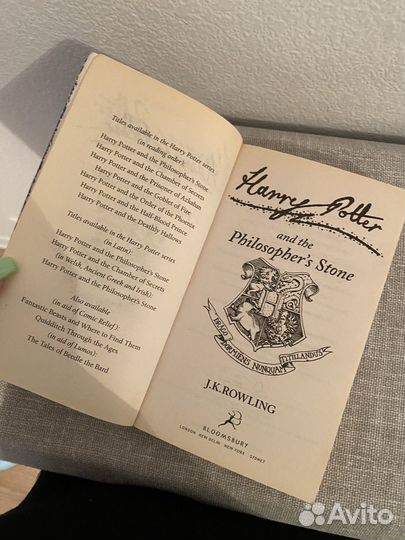 Titles available in the Harry Potter series
(in reading order):
Harry Potter and the Philosopher's Stone
Harry Potter and the Chamber of Secrets
Harry Potter and the Prisoner of Azkaban
Harry Potter and the Goblet of Fire
Harry Potter and the Order of the Phoenix
Harry Potter and the Half-Blood Prince
Harry Potter and the Deathly Hallows
Titles available in the Harry Potter series
(in Latin):
Harry Potter and the Philosopher's Stone
Harry Potter and the Chamber of Secrets
(in Welsh, Ancient Greek and Irish):
Harry Potter and the Philosopher's Stone
Also available
(in aid of Comic Relief):
Fantastic Beasts and Where to Find Them
Quidditch Through the Ages
(in aid of Lumos):
The Tales of Beedle the Bard
Harry Potter
and the
Philosopher's Stone
DRACO
DORMIENS NUNQUAM
TITILLANDUS
J.K.ROWLING
BLOOMSBURY
LONDON NEW DELHI NEW YORK SYDNEY
Avito